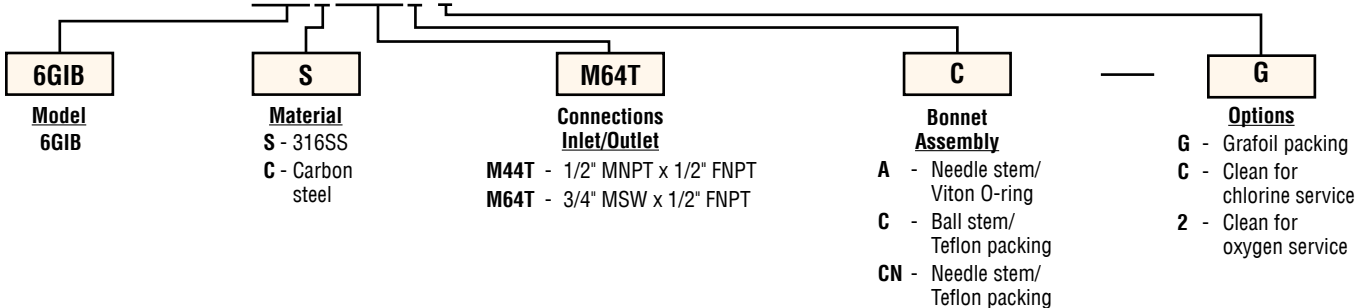 6GIB
S
M64T
C
G
Model
6GIB
Material
S - 316SS
C - Carbon
steel
Connections
Inlet/Outlet
M44T - 1/2" MNPT x 1/2" FNPT
M64T - 3/4" MSW x 1/2" FNPT
Bonnet
Assembly
A - Needle stem/
Viton O-ring
C - Ball stem/
Teflon packing
CN - Needle stem/
Teflon packing
Options
G - Grafoil packing
C - Clean for
chlorine service
2 - Clean for
oxygen service